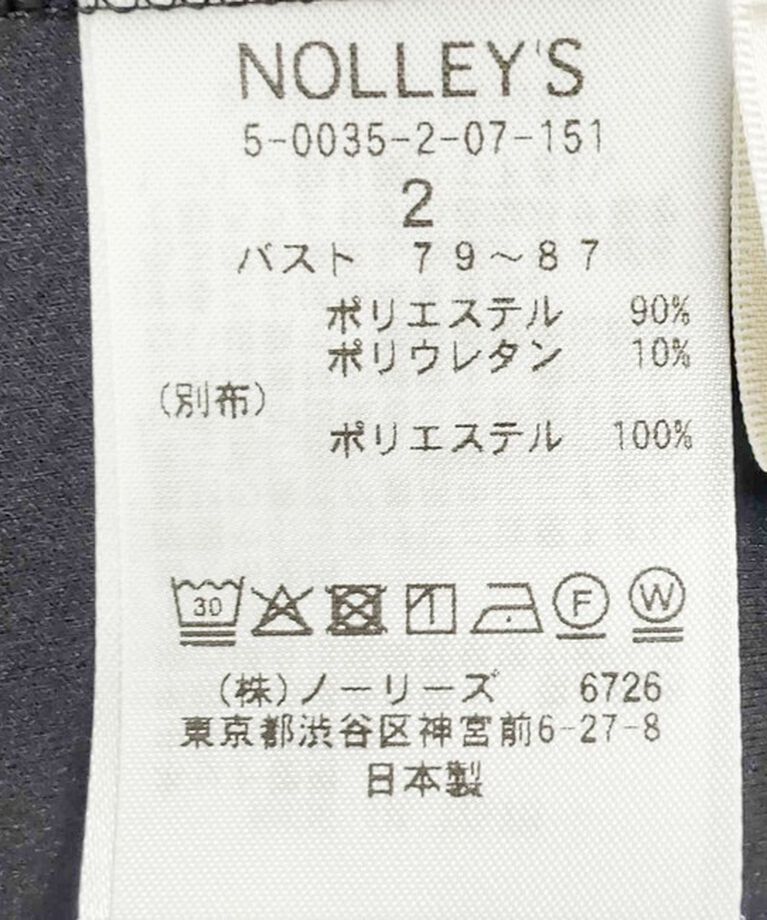 NOLLEY'S
5-0035-2-07-151
2
バスト 79～87
ポリエステル 90%
ポリウレタン 10%
(別布)
ポリエステル 100%
30 F W
(株)ノーリーズ 6726
東京都渋谷区神宮前6-27-8
日本製